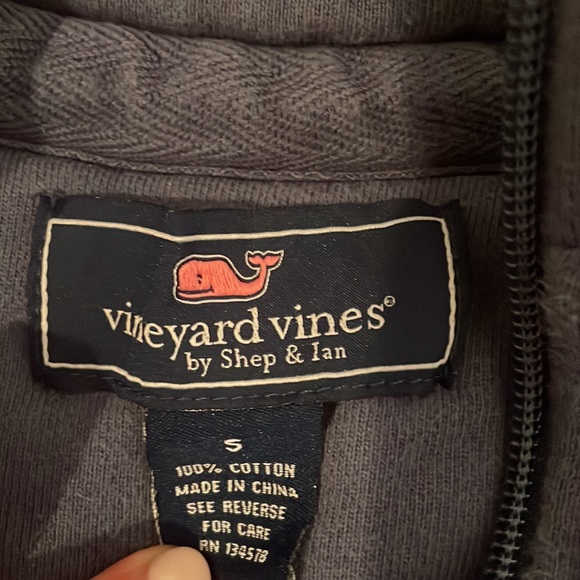 vineyard vines®
by Shep & Ian
S
100% COTTON
MADE IN CHINA
SEE REVERSE
FOR CARE
RN 134578